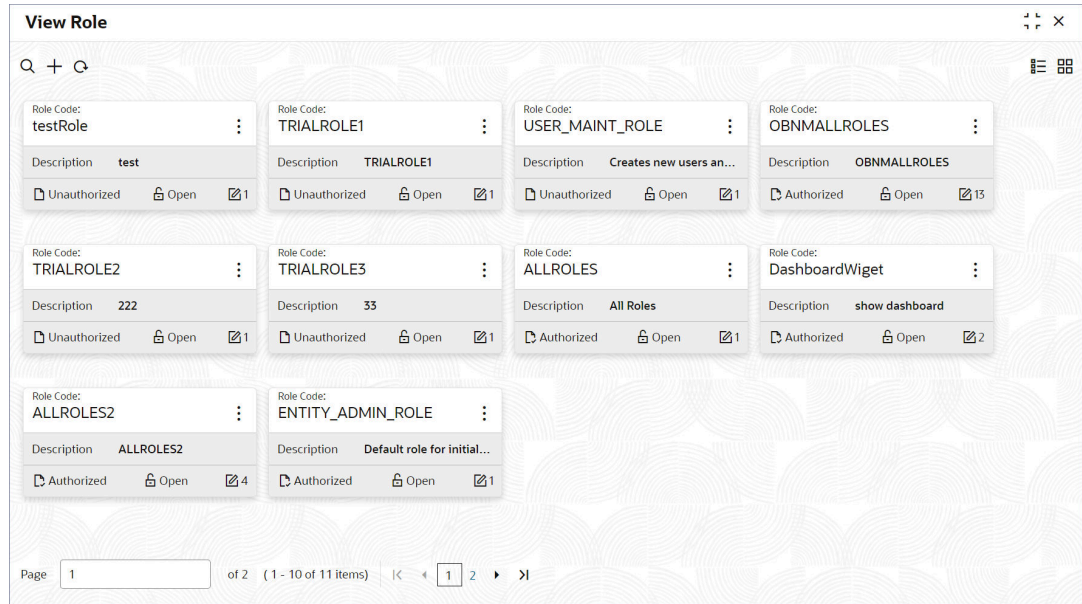 View Role
Role Code:
testRole
Description test
Unauthorized Open 1
Role Code:
TRIALROLE1
Description TRIALROLE1
Unauthorized Open 1
Role Code:
USER_MAINT_ROLE
Description Creates new users an...
Unauthorized Open 1
Role Code:
OBNMALLROLES
Description OBNMALLROLES
Authorized Open 13
Role Code:
TRIALROLE2
Description 222
Unauthorized Open 1
Role Code:
TRIALROLE3
Description 33
Unauthorized Open 1
Role Code:
ALLROLES
Description All Roles
Authorized Open 1
Role Code:
DashboardWiget
Description show dashboard
Authorized Open 2
Role Code:
ALLROLES2
Description ALLROLES2
Authorized Open 4
Role Code:
ENTITY_ADMIN_ROLE
Description Default role for initial...
Authorized Open 1
Page 1 of 2 (1 - 10 of 11 items) 1 2